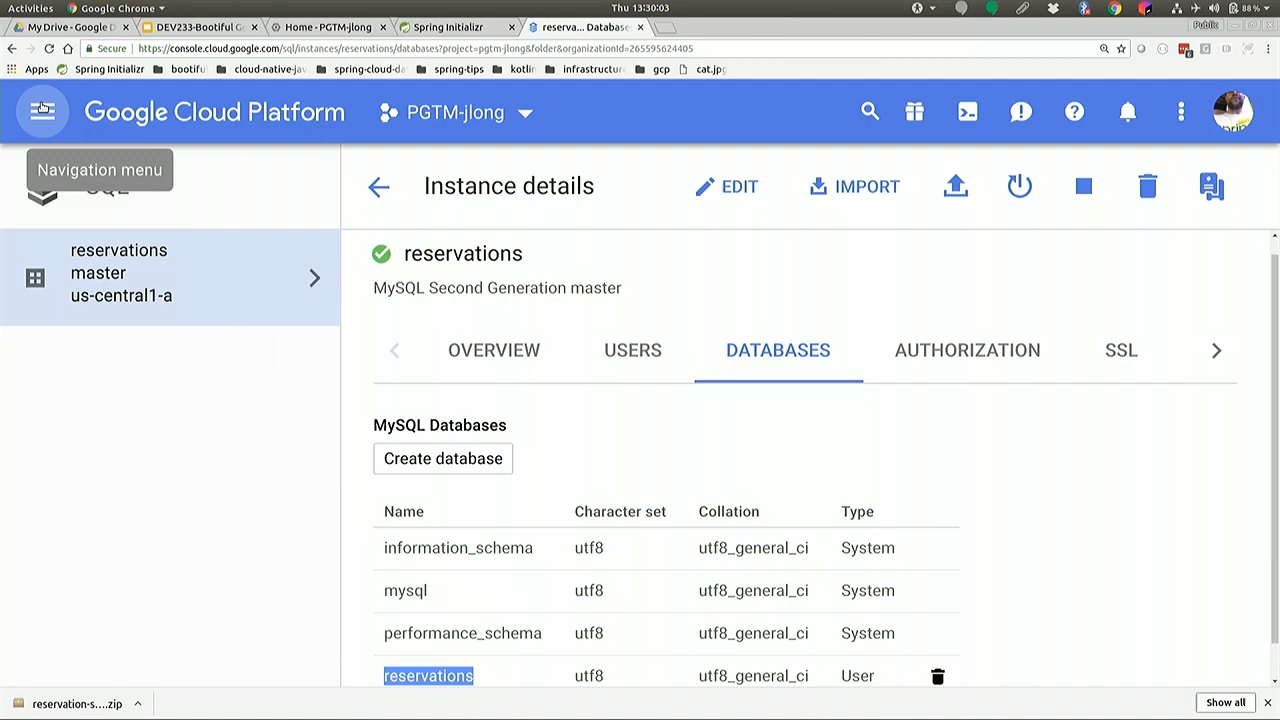 Activities Google Chrome Thu 13:30:03 88%
My Drive - Google D DEV233-Bootiful G Home - PGTM-jlong Spring Initializr reserva... Database Public
Secure https://console.cloud.google.com/sql/instances/reservations/databases?project=pgtm-jlong&folder&organizationId=265595624405
Apps Spring Initializr bootifu cloud-native-jav spring-cloud-da spring-tips kotlin infrastructure gcp cat.jpg
Google Cloud Platform PGTM-jlong
Navigation menu
Instance details EDIT IMPORT
reservations
master
us-central1-a
reservations
MySQL Second Generation master
OVERVIEW USERS DATABASES AUTHORIZATION SSL
MySQL Databases
Create database
Name Character set Collation Type
information_schema utf8 utf8_general_ci System
mysql utf8 utf8_general_ci System
performance_schema utf8 utf8_general_ci System
reservations utf8 utf8_general_ci User
reservation-s....zip Show all